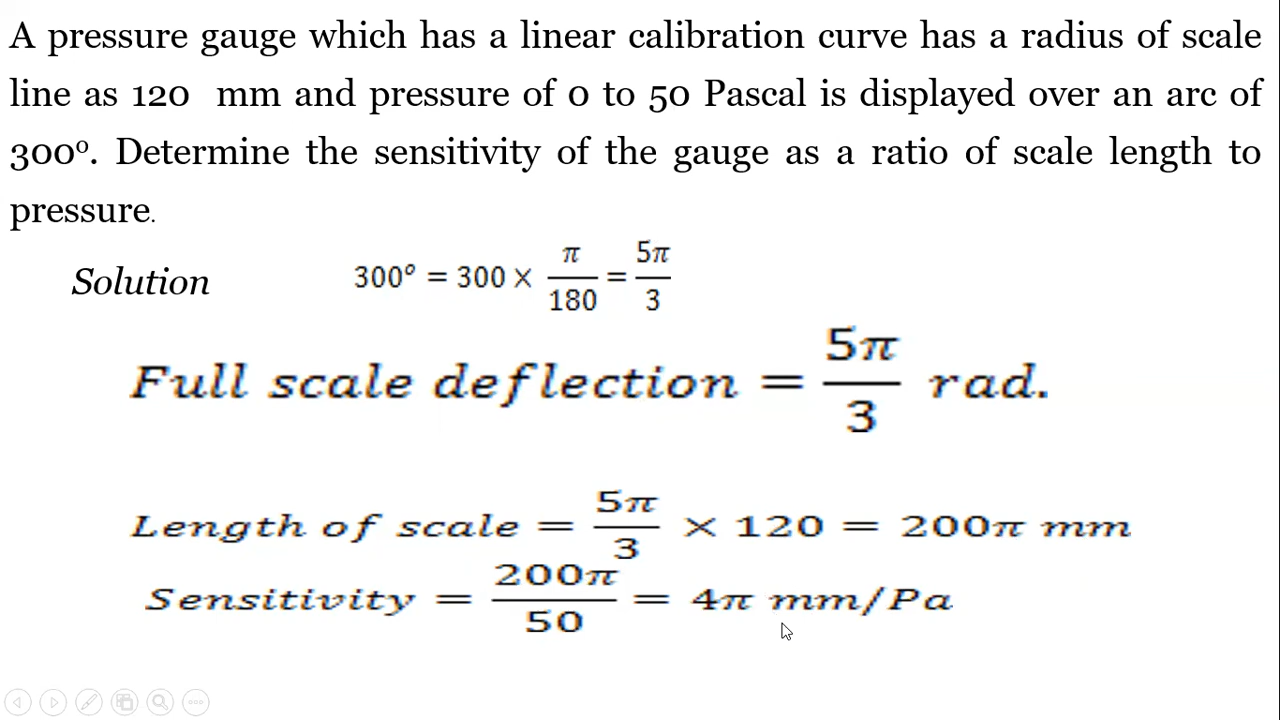 A pressure gauge which has a linear calibration curve has a radius of scale
line as 120 mm and pressure of 0 to 50 Pascal is displayed over an arc of
300°. Determine the sensitivity of the gauge as a ratio of scale length to
pressure.
Solution 300° = 300 × π/180 = 5π/3
Full scale deflection = 5π/3 rad.
Length of scale = 5π/3 × 120 = 200π mm
Sensitivity = 200π/50 = 4π mm/Pa